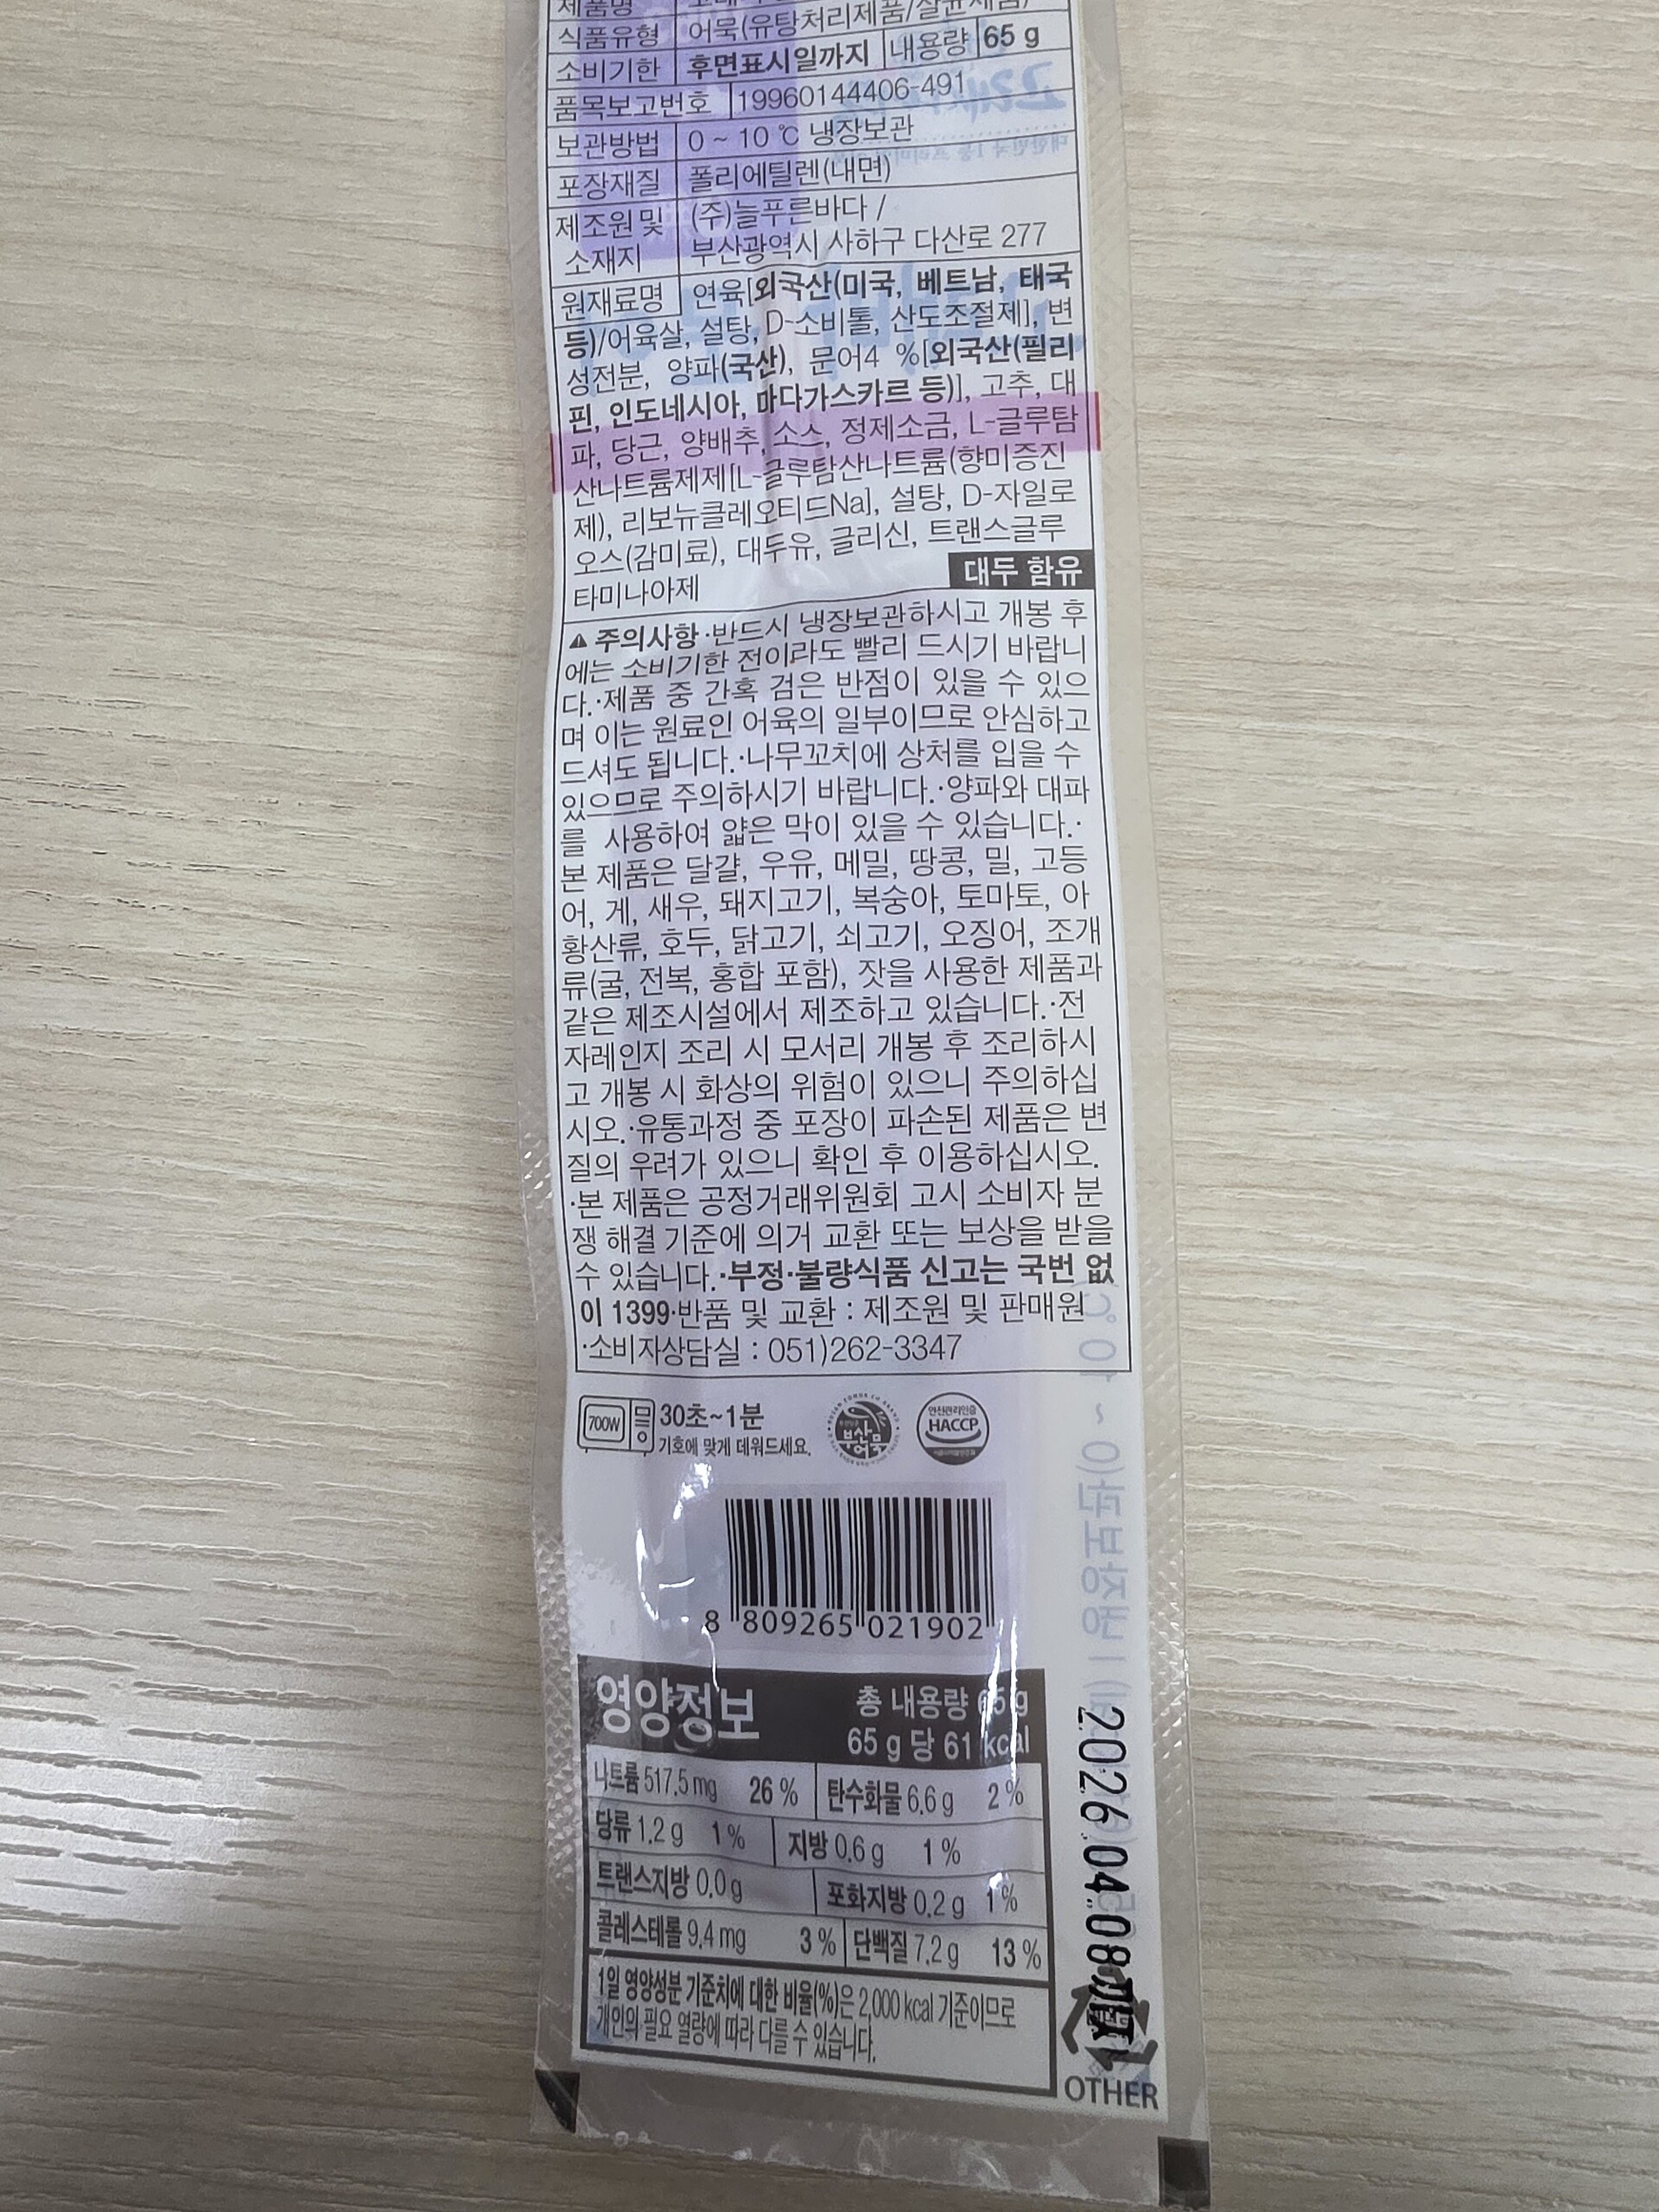 제품명
식품유형 어묵(유탕처리제품/살균제품)
소비기한 후면표시일까지 내용량 65 g
품목보고번호 19960144406-491
보관방법 0 ~ 10 ℃ 냉장보관
포장재질 폴리에틸렌(내면)
제조원 및 (주)늘푸른바다 /
소재지 부산광역시 사하구 다산로 277
원재료명 연육[외국산(미국, 베트남, 태국
등)/어육살, 설탕, D-소비톨, 산도조절제], 변
성전분, 양파(국산), 문어4 %[외국산(필리
핀, 인도네시아, 마다가스카르 등)], 고추, 대
파, 당근, 양배추, 소스, 정제소금, L-글루탐
산나트륨제제[L-글루탐산나트륨(향미증진
제), 리보뉴클레오티드Na], 설탕, D-자일로
오스(감미료), 대두유, 글리신, 트랜스글루
타미나아제
대두 함유
⚠ 주의사항 ·반드시 냉장보관하시고 개봉 후
에는 소비기한 전이라도 빨리 드시기 바랍니
다.·제품 중 간혹 검은 반점이 있을 수 있으
며 이는 원료인 어육의 일부이므로 안심하고
드셔도 됩니다.·나무꼬치에 상처를 입을 수
있으므로 주의하시기 바랍니다.·양파와 대파
를 사용하여 얇은 막이 있을 수 있습니다.·
본 제품은 달걀, 우유, 메밀, 땅콩, 밀, 고등
어, 게, 새우, 돼지고기, 복숭아, 토마토, 아
황산류, 호두, 닭고기, 쇠고기, 오징어, 조개
류(굴, 전복, 홍합 포함), 잣을 사용한 제품과
같은 제조시설에서 제조하고 있습니다.·전
자레인지 조리 시 모서리 개봉 후 조리하시
고 개봉 시 화상의 위험이 있으니 주의하십
시오.·유통과정 중 포장이 파손된 제품은 변
질의 우려가 있으니 확인 후 이용하십시오.
·본 제품은 공정거래위원회 고시 소비자 분
쟁 해결 기준에 의거 교환 또는 보상을 받을
수 있습니다.·부정·불량식품 신고는 국번 없
이 1399·반품 및 교환 : 제조원 및 판매원
·소비자상담실 : 051)262-3347
700W 30초~1분
기호에 맞게 데워드세요.
부산어묵
안전관리인증
HACCP
8 809265 021902
영양정보 총 내용량 65 g
65 g 당 61 kcal
나트륨 517.5 mg 26 % 탄수화물 6.6 g 2 %
당류 1.2 g 1 % 지방 0.6 g 1 %
트랜스지방 0.0 g 포화지방 0.2 g 1 %
콜레스테롤 9.4 mg 3 % 단백질 7.2 g 13 %
1일 영양성분 기준치에 대한 비율(%)은 2,000 kcal 기준이므로
개인의 필요 열량에 따라 다를 수 있습니다.
2026.04.08까지
OTHER